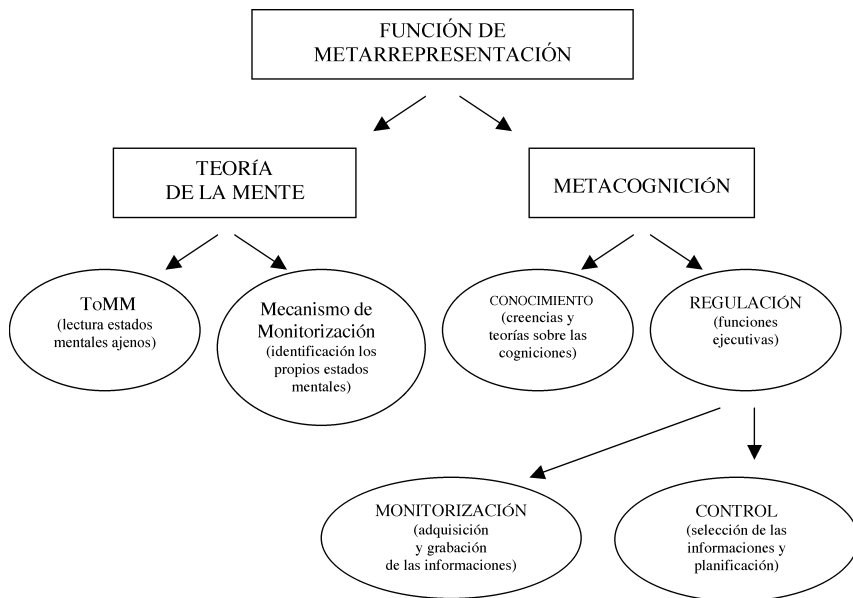 FUNCIÓN DE
METARREPRESENTACIÓN
TEORÍA
DE LA MENTE
METACOGNICIÓN
ToMM
(lectura estados
mentales ajenos)
Mecanismo de
Monitorización
(identificación los
propios estados
mentales)
CONOCIMIENTO
(creencias y
teorías sobre las
cogniciones)
REGULACIÓN
(funciones
ejecutivas)
MONITORIZACIÓN
(adquisición
y grabación
de las informaciones)
CONTROL
(selección de las
informaciones y
planificación)